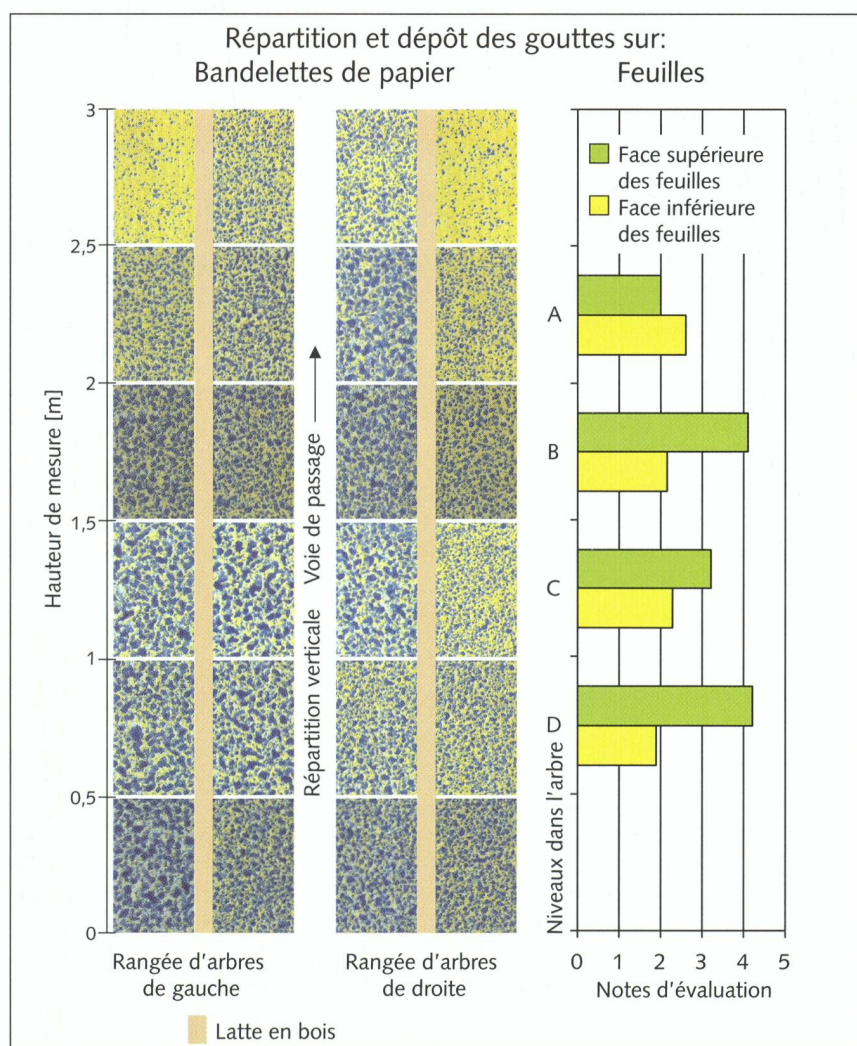 Répartition et dépôt des gouttes sur:
Bandelettes de papier
Feuilles
3
2,5
2
1,5
1
0,5
0
Hauteur de mesure [m]
Répartition verticale
Voie de passage
Rangée d'arbres
de gauche
Rangée d'arbres
de droite
Latte en bois
Face supérieure
des feuilles
Face inférieure
des feuilles
A
B
C
D
Niveaux dans l'arbre
0 1 2 3 4 5
Notes d'évaluation